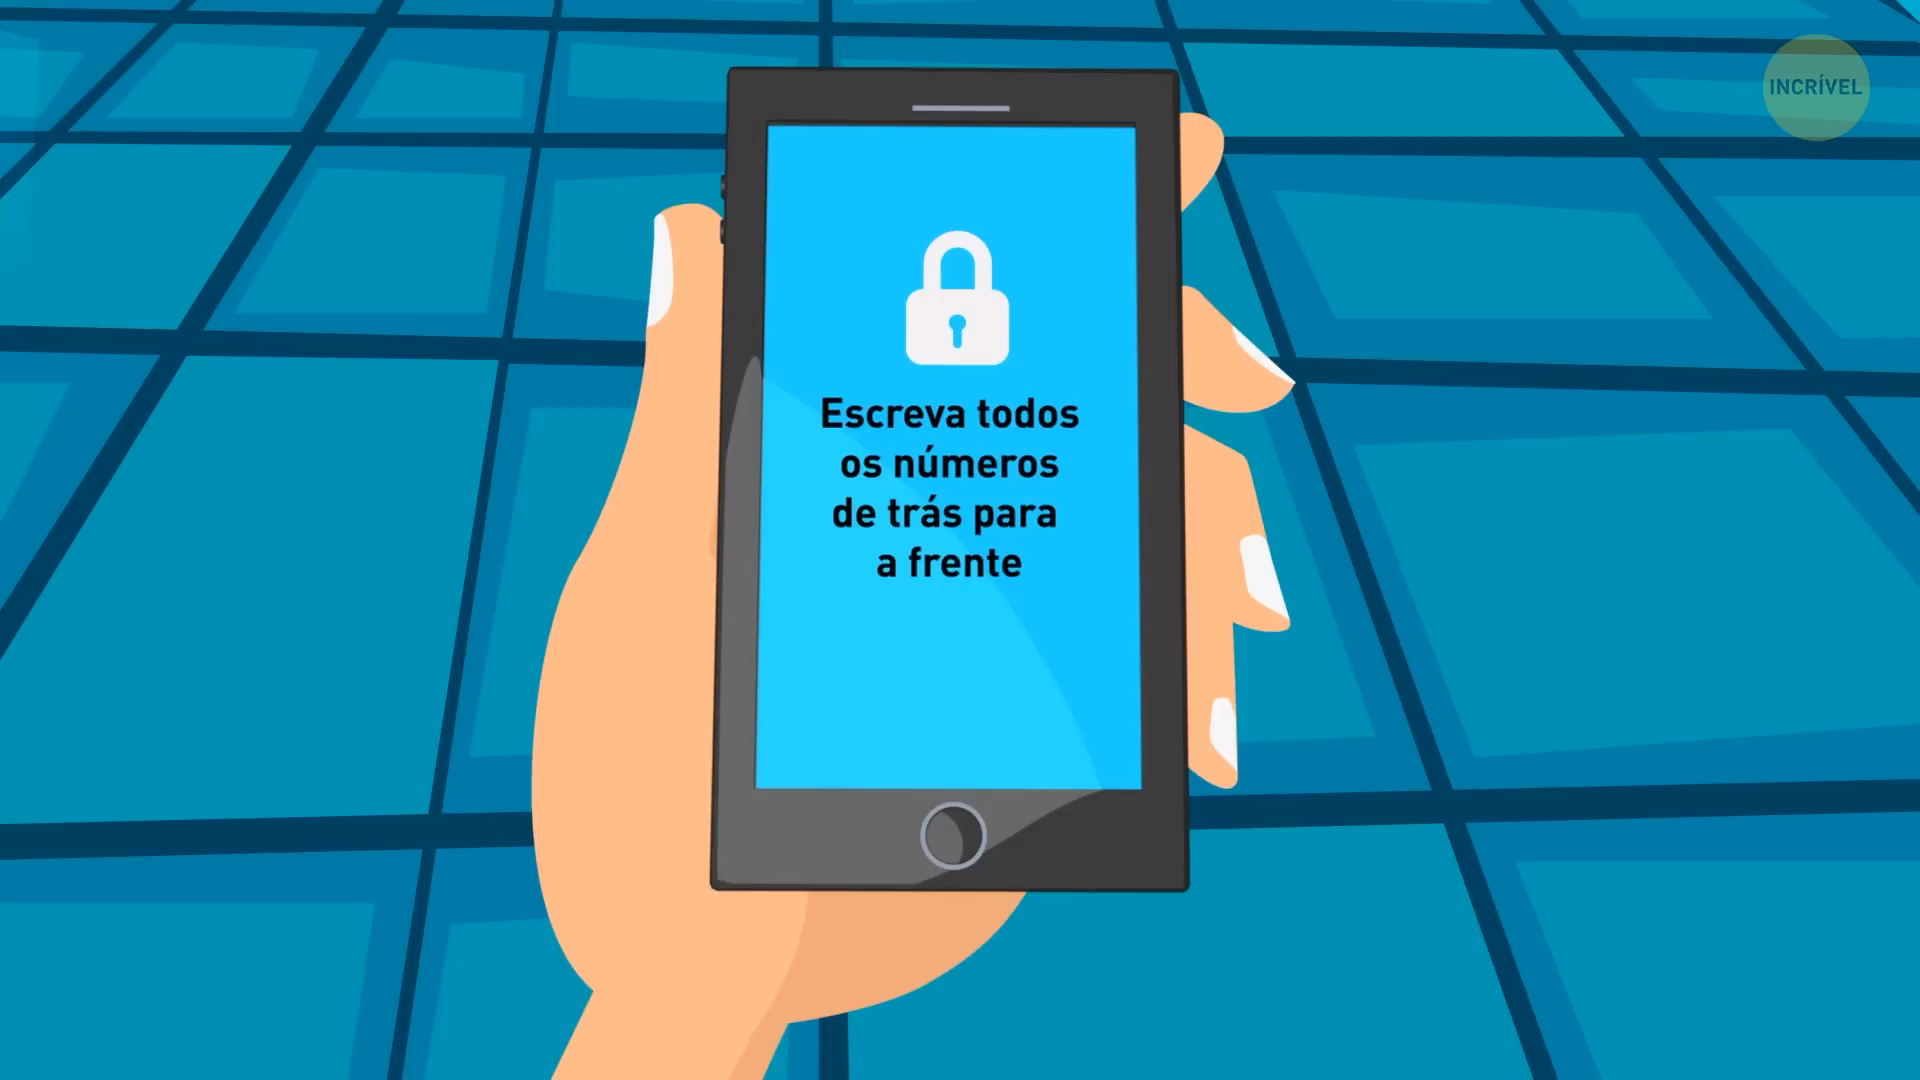 INCRÍVEL
Escreva todos
os números
de trás para
a frente